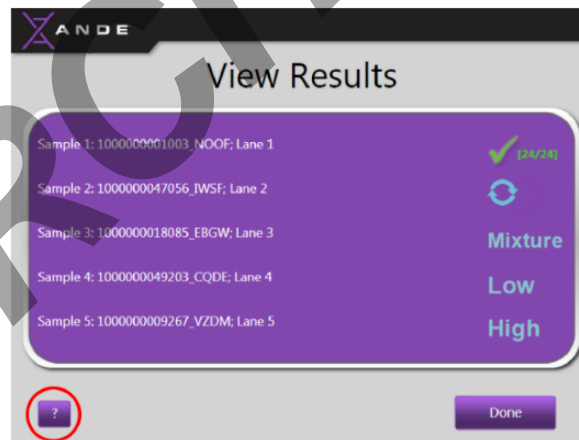 ANDE
View Results
Sample 1: 1000000001003_NOOF; Lane 1
[24/24]
Sample 2: 1000000047056_IWSF; Lane 2
Sample 3: 1000000018085_EBGW; Lane 3
Mixture
Sample 4: 1000000049203_CQDE; Lane 4
Low
Sample 5: 1000000009267_VZDM; Lane 5
High
?
Done